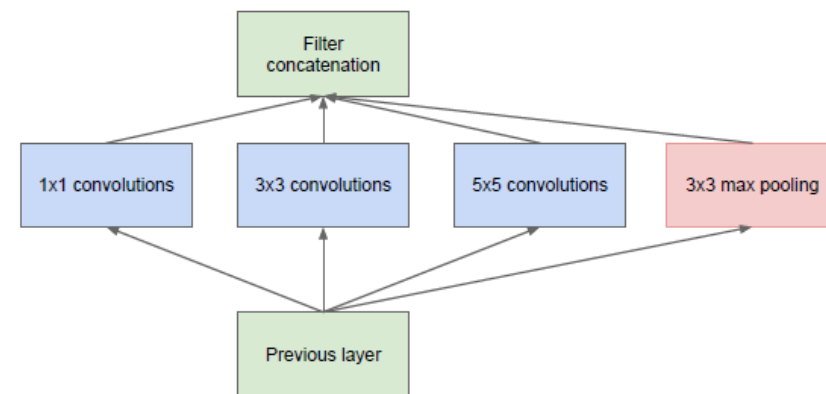 Filter
concatenation
1x1 convolutions
3x3 convolutions
5x5 convolutions
3x3 max pooling
Previous layer